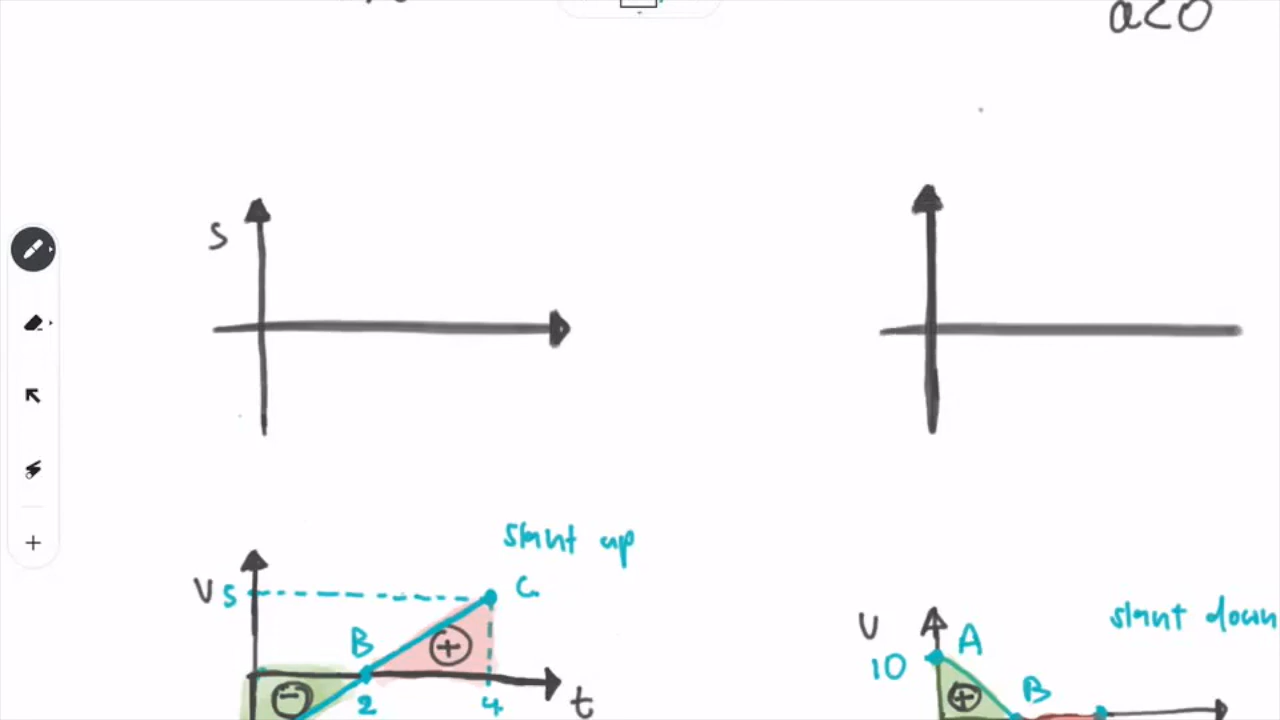 a<0
S
slant up
V 5 C
B
+
2 4 t
−
slant down
V A
10
+ B